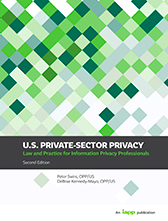 U.S. PRIVATE-SECTOR PRIVACY
Law and Practice for Information Privacy Professionals
Second Edition
Peter Swire, CIPP/US
DeBrae Kennedy-Mayo, CIPP/US
An iapp Publication